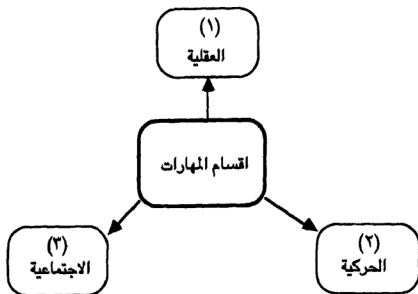 (١)
العقلية
اقسام المهارات
(٢)
الحركية
(٣)
الاجتماعية